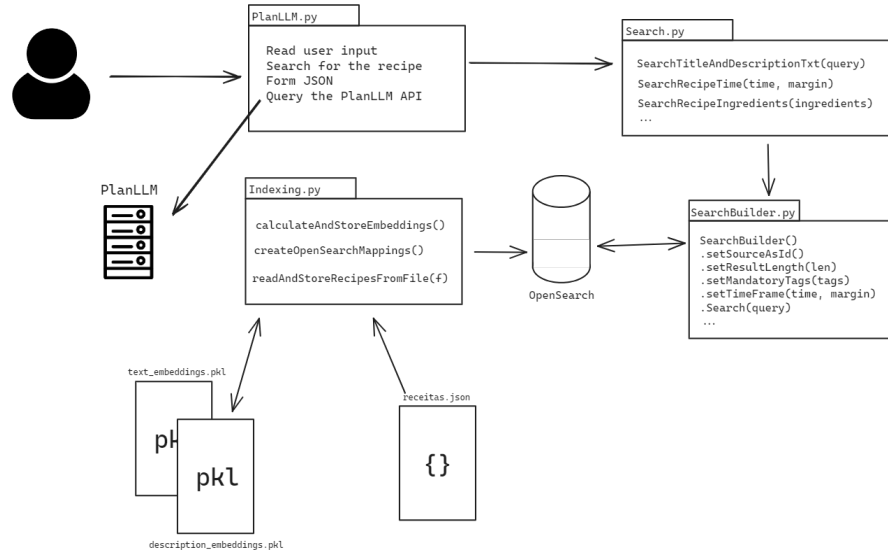 PlanLLM.py
Read user input
Search for the recipe
Form JSON
Query the PlanLLM API
Search.py
SearchTitleAndDescriptionTxt(query)
SearchRecipeTime(time, margin)
SearchRecipeIngredients(ingredients)
...
PlanLLM
Indexing.py
calculateAndStoreEmbeddings()
createOpenSearchMappings()
readAndStoreRecipesFromFile(f)
OpenSearch
SearchBuilder.py
SearchBuilder()
.setSourceAsId()
.setResultLength(len)
.setMandatoryTags(tags)
.setTimeFrame(time, margin)
.Search(query)
...
text_embeddings.pkl
pk
pkl
description_embeddings.pkl
receitas.json
{}